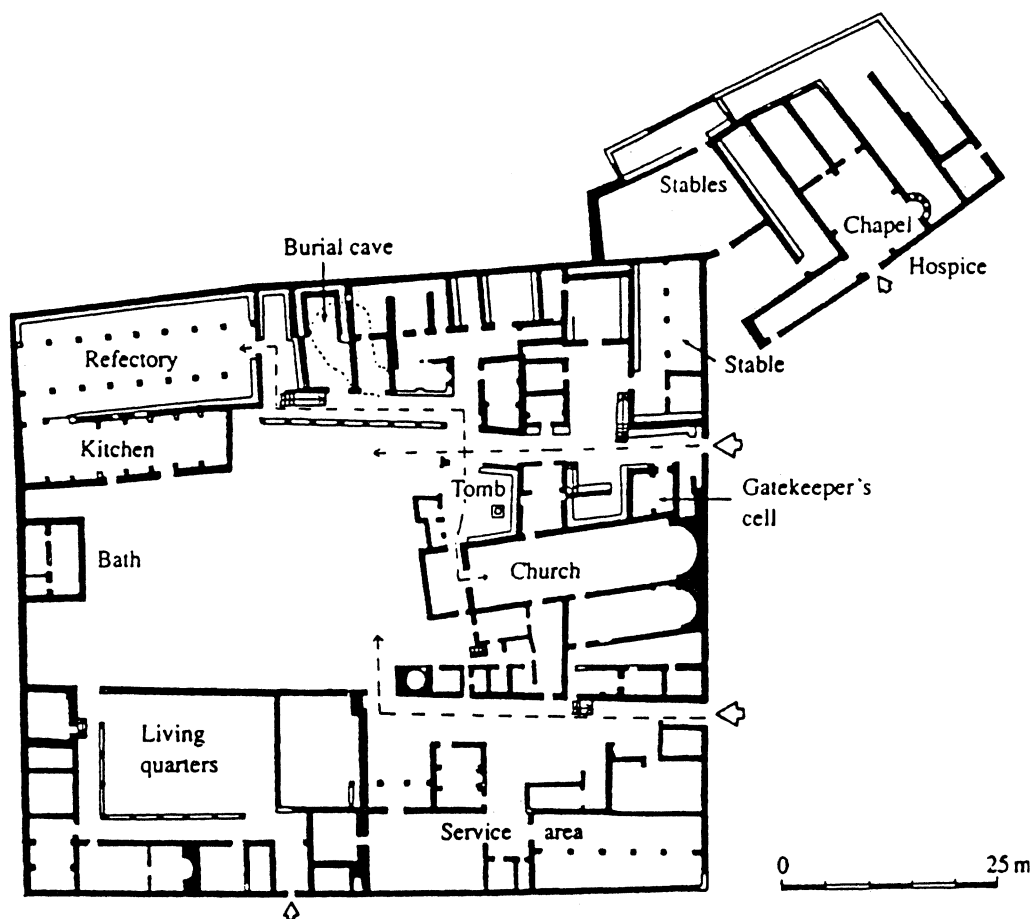 Stables
Chapel
Burial cave
Hospice
Refectory
Stable
Kitchen
Tomb
Gatekeeper's
cell
Bath
Church
Living
quarters
Service area
0 25 m